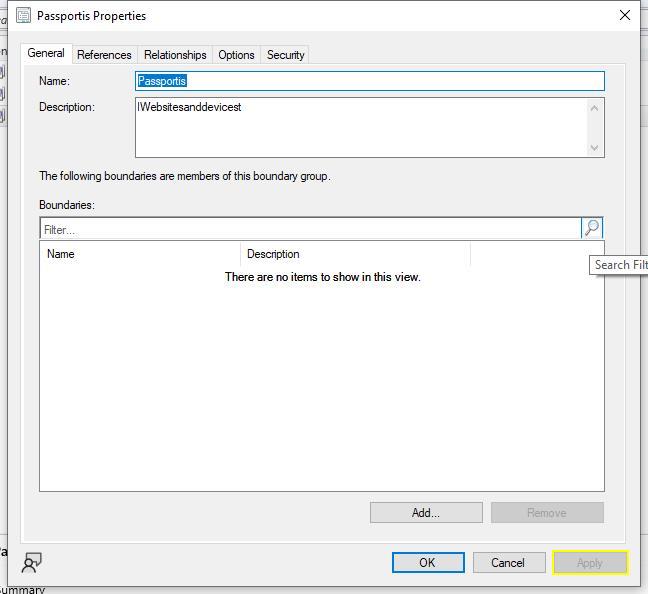 Passportis Properties
General References Relationships Options Security
Name: Passportis
Description: IWebsitesanddevicest
The following boundaries are members of this boundary group.
Boundaries:
Filter...
Name Description
Search Filt
There are no items to show in this view.
Add... Remove
OK Cancel Apply
Summary